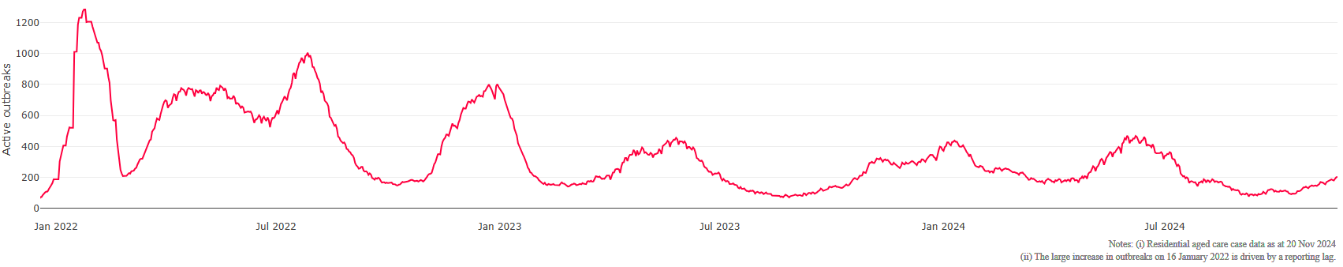 1200
1000
800
600
400
200
0
Active outbreaks
Jan 2022
Jul 2022
Jan 2023
Jul 2023
Jan 2024
Jul 2024
Notes: (i) Residential aged care case data as at 20 Nov 2024
(ii) The large increase in outbreaks on 16 January 2022 is driven by a reporting lag.